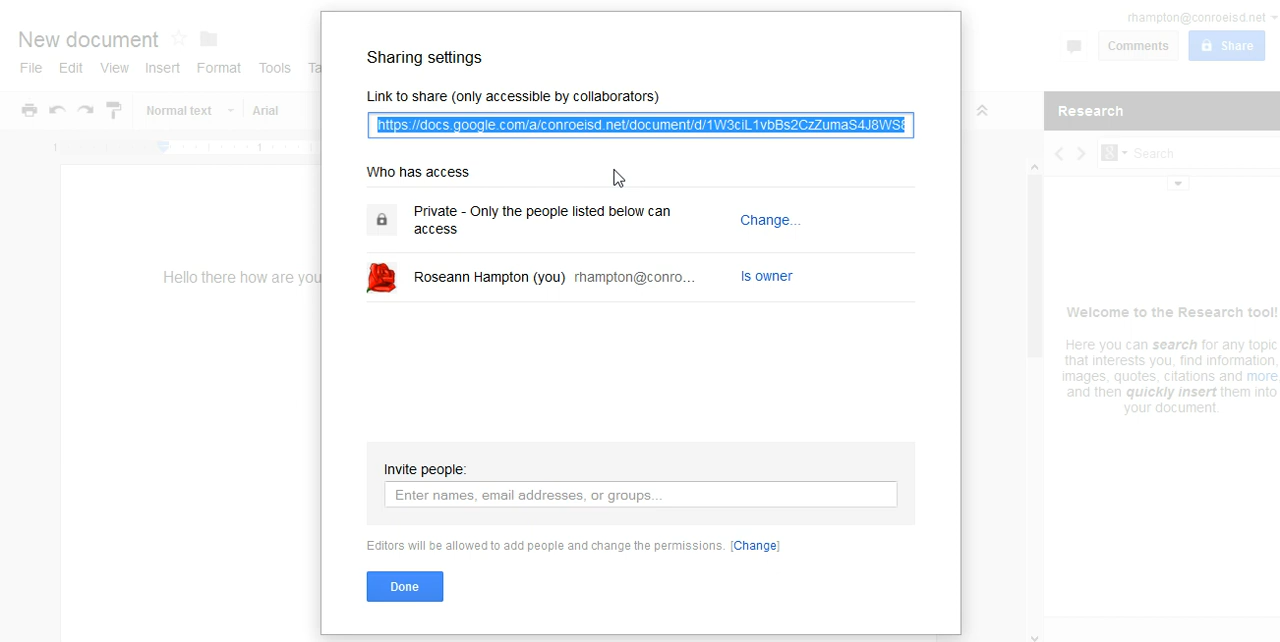 rhampton@conroeisd.net
New document
Comments
Share
File Edit View Insert Format Tools Ta
Normal text
Arial
1
1
Hello there how are you
Sharing settings
Link to share (only accessible by collaborators)
https://docs.google.com/a/conroeisd.net/document/d/1W3ciL1vbBs2CzZumaS4J8WS8
Who has access
Private - Only the people listed below can
access
Change...
Roseann Hampton (you) rhampton@conro...
Is owner
Invite people:
Enter names, email addresses, or groups...
Editors will be allowed to add people and change the permissions. [Change]
Done
Research
Search
Welcome to the Research tool!
Here you can search for any topic
that interests you, find information,
images, quotes, citations and more
and then quickly insert them into
your document.